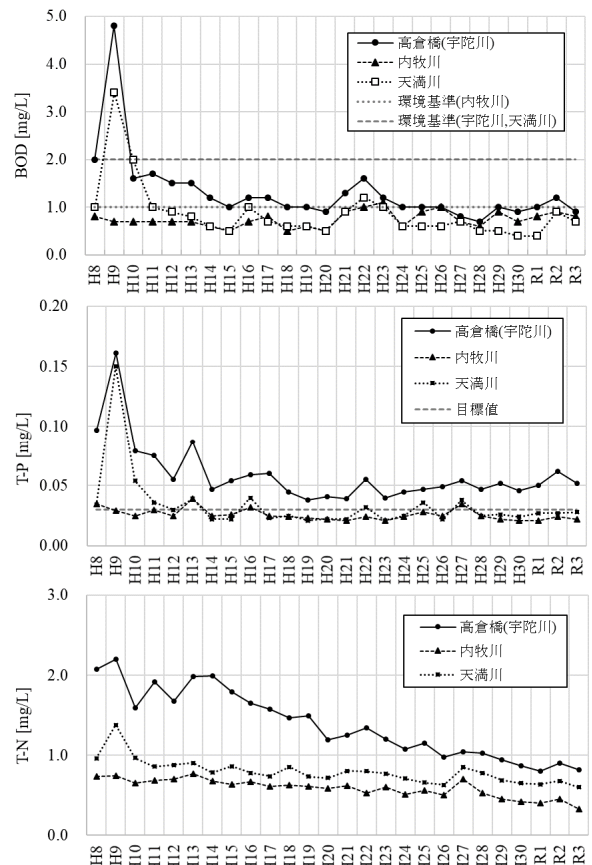 BOD [mg/L]
5.0
4.0
3.0
2.0
1.0
0.0
高倉橋(宇陀川)
内牧川
天満川
環境基準(内牧川)
環境基準(宇陀川,天満川)
H8 H9 H10 H11 H12 H13 H14 H15 H16 H17 H18 H19 H20 H21 H22 H23 H24 H25 H26 H27 H28 H29 H30 R1 R2 R3
T-P [mg/L]
0.20
0.15
0.10
0.05
0.00
高倉橋(宇陀川)
内牧川
天満川
目標値
H8 H9 H10 H11 H12 H13 H14 H15 H16 H17 H18 H19 H20 H21 H22 H23 H24 H25 H26 H27 H28 H29 H30 R1 R2 R3
T-N [mg/L]
3.0
2.0
1.0
0.0
高倉橋(宇陀川)
内牧川
天満川
H8 H9 H10 H11 H12 H13 H14 H15 H16 H17 H18 H19 H20 H21 H22 H23 H24 H25 H26 H27 H28 H29 H30 R1 R2 R3